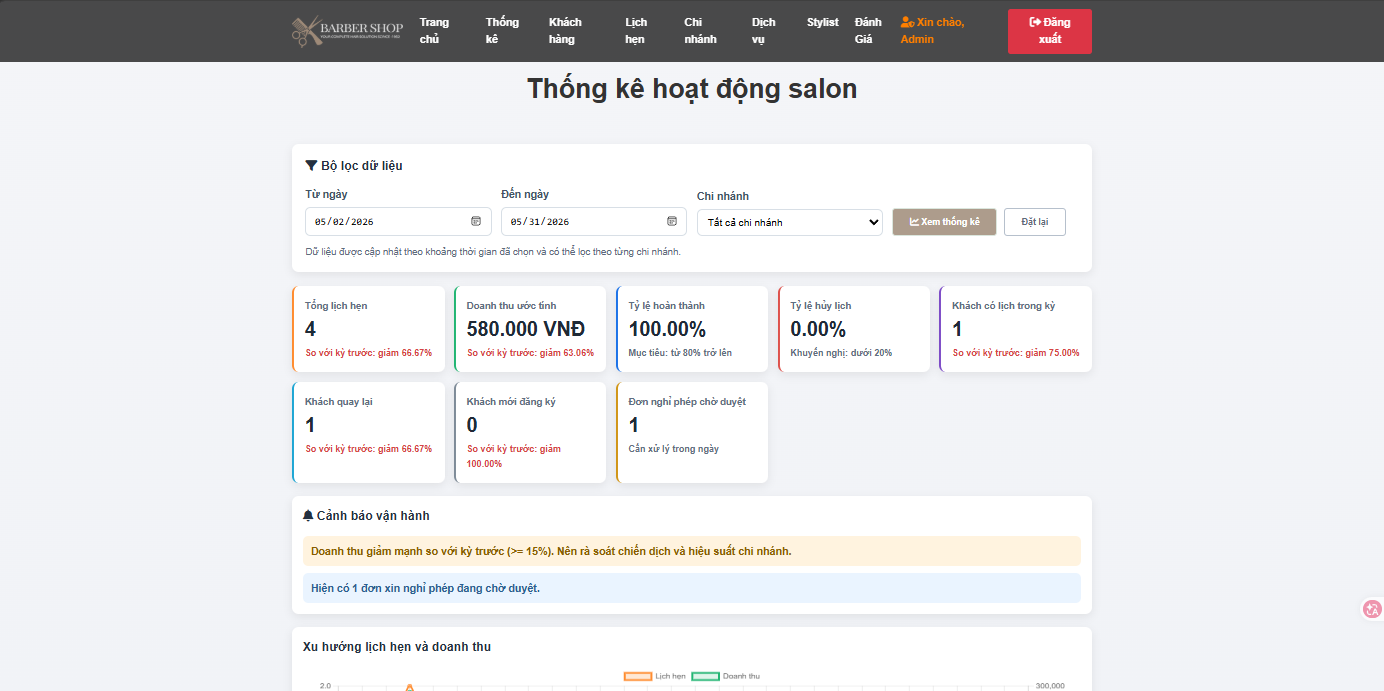 BARBER SHOP
Trang chủ
Thống kê
Khách hàng
Lịch hẹn
Chi nhánh
Dịch vụ
Stylist
Đánh Giá
Xin chào, Admin
Đăng xuất
Thống kê hoạt động salon
Bộ lọc dữ liệu
Từ ngày
Đến ngày
Chi nhánh
05/02/2026
05/31/2026
Tất cả chi nhánh
Xem thống kê
Đặt lại
Dữ liệu được cập nhật theo khoảng thời gian đã chọn và có thể lọc theo từng chi nhánh.
Tổng lịch hẹn
4
So với kỳ trước: giảm 66.67%
Doanh thu ước tính
580.000 VNĐ
So với kỳ trước: giảm 63.06%
Tỷ lệ hoàn thành
100.00%
Mục tiêu: từ 80% trở lên
Tỷ lệ hủy lịch
0.00%
Khuyến nghị: dưới 20%
Khách có lịch trong kỳ
1
So với kỳ trước: giảm 75.00%
Khách quay lại
1
So với kỳ trước: giảm 66.67%
Khách mới đăng ký
0
So với kỳ trước: giảm
100.00%
Đơn nghỉ phép chờ duyệt
1
Cần xử lý trong ngày
Cảnh báo vận hành
Doanh thu giảm mạnh so với kỳ trước (>= 15%). Nên rà soát chiến dịch và hiệu suất chi nhánh.
Hiện có 1 đơn xin nghỉ phép đang chờ duyệt.
Xu hướng lịch hẹn và doanh thu
Lịch hẹn
Doanh thu
2.0
300,000